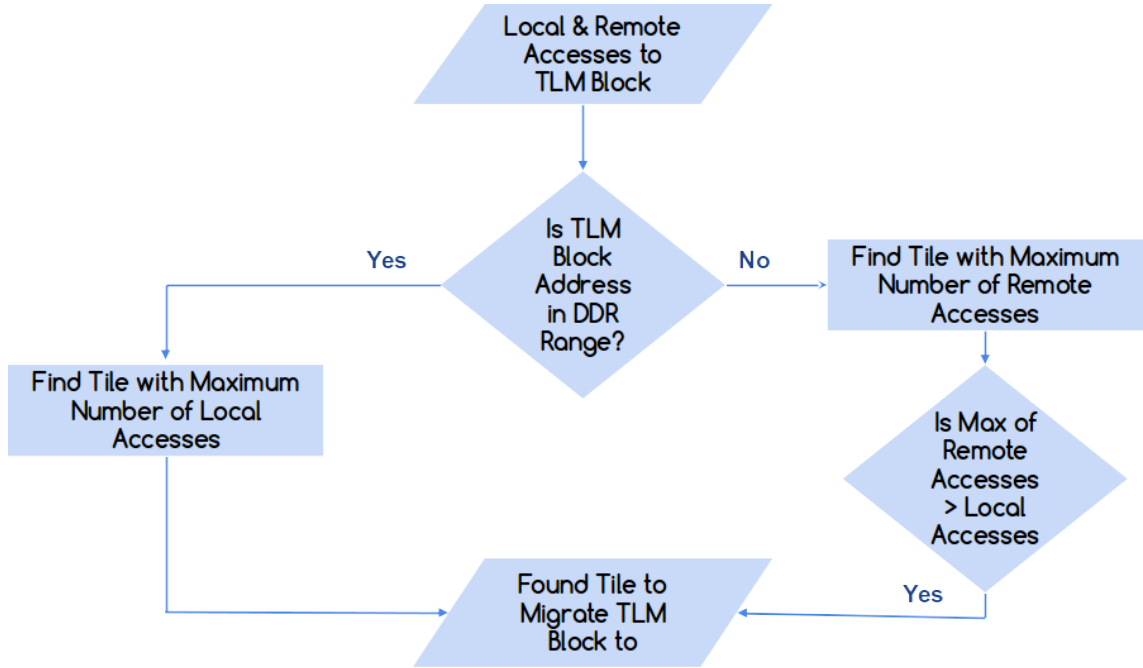 Local & Remote
Accesses to
TLM Block
Is TLM
Block
Address
in DDR
Range?
Yes
No
Find Tile with Maximum
Number of Remote
Accesses
Find Tile with Maximum
Number of Local
Accesses
Is Max of
Remote
Accesses
> Local
Accesses
Yes
Found Tile to
Migrate TLM
Block to